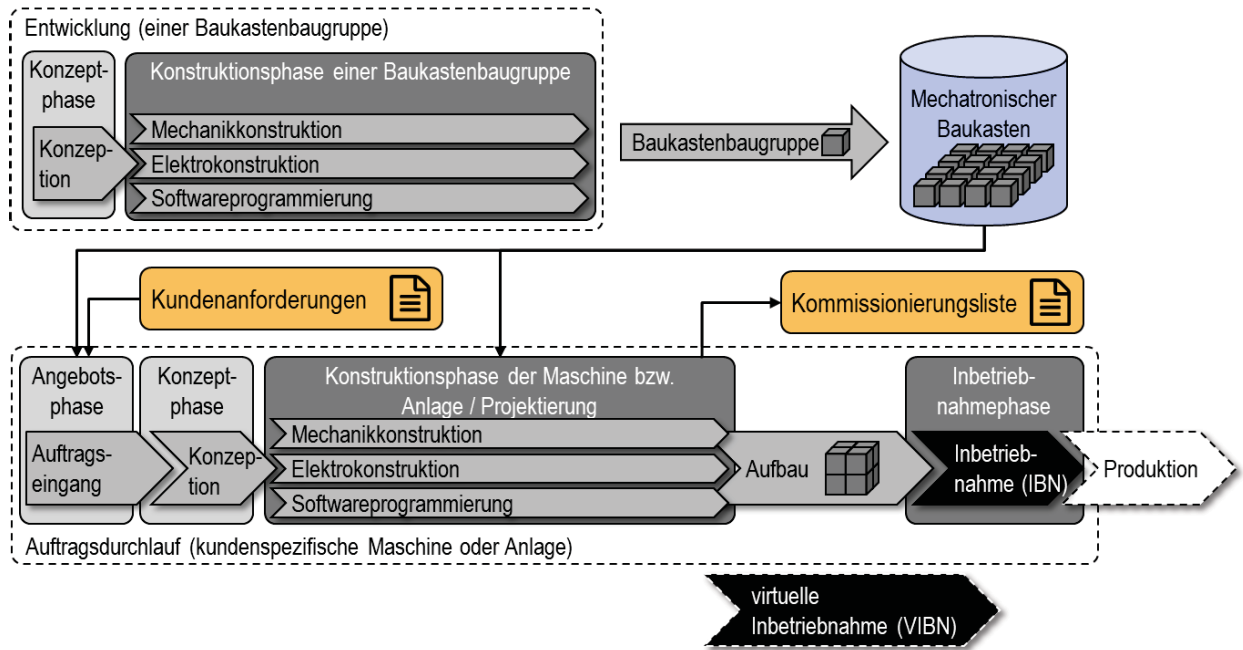 Entwicklung (einer Baukastenbaugruppe)
Konzept-
phase
Konzep-
tion
Konstruktionsphase einer Baukastenbaugruppe
Mechanikkonstruktion
Elektrokonstruktion
Softwareprogrammierung
Baukastenbaugruppe
Mechatronischer
Baukasten
Kundenanforderungen
Kommissionierungsliste
Angebots-
phase
Auftrags-
eingang
Konzept-
phase
Konzep-
tion
Konstruktionsphase der Maschine bzw.
Anlage / Projektierung
Mechanikkonstruktion
Elektrokonstruktion
Softwareprogrammierung
Aufbau
Inbetrieb-
nahmephase
Inbetrieb-
nahme (IBN)
Produktion
Auftragsdurchlauf (kundenspezifische Maschine oder Anlage)
virtuelle
Inbetriebnahme (VIBN)